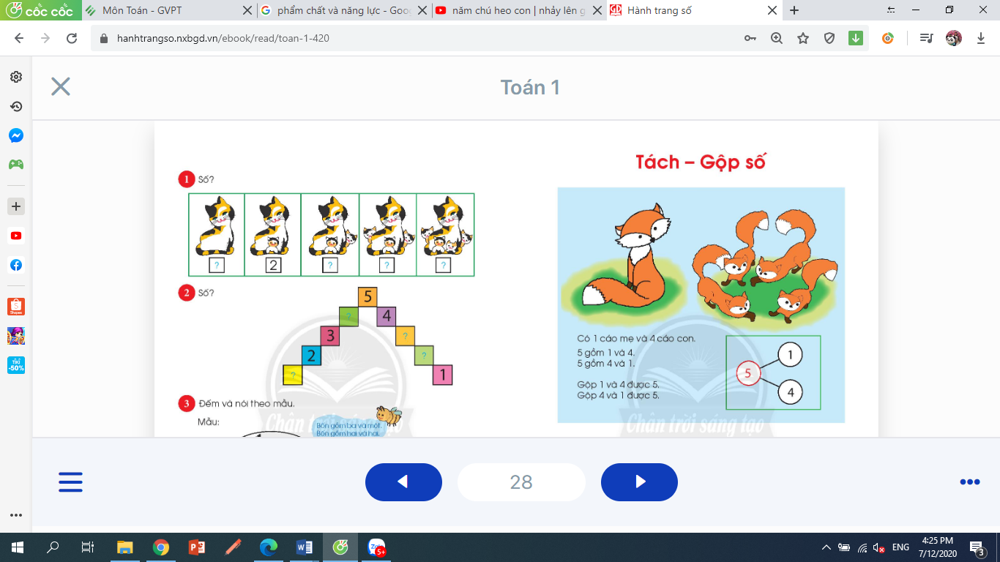 cốc cốc
Môn Toán - GVPT
phẩm chất và năng lực - Goo
năm chú heo con | nhảy lên g
Hành trang số
hanhtrangso.nxbgd.vn/ebook/read/toan-1-420
Toán 1
1 Số?
? 2 ? ? ?
2 Số?
5
? 4
3 ?
2 ?
? 1
3 Đếm và nói theo mẫu.
Mẫu:
Bốn gồm ba và một.
Bốn gồm hai và hai.
Chân trời sáng tạo
Tách – Gộp số
Có 1 cáo mẹ và 4 cáo con.
5 gồm 1 và 4.
5 gồm 4 và 1.
Gộp 1 và 4 được 5.
Gộp 4 và 1 được 5.
1
5
4
Chân trời sáng tạo
28
Shopee
TIKI
-50%
Zalo
5+
ENG
4:25 PM
7/12/2020
3